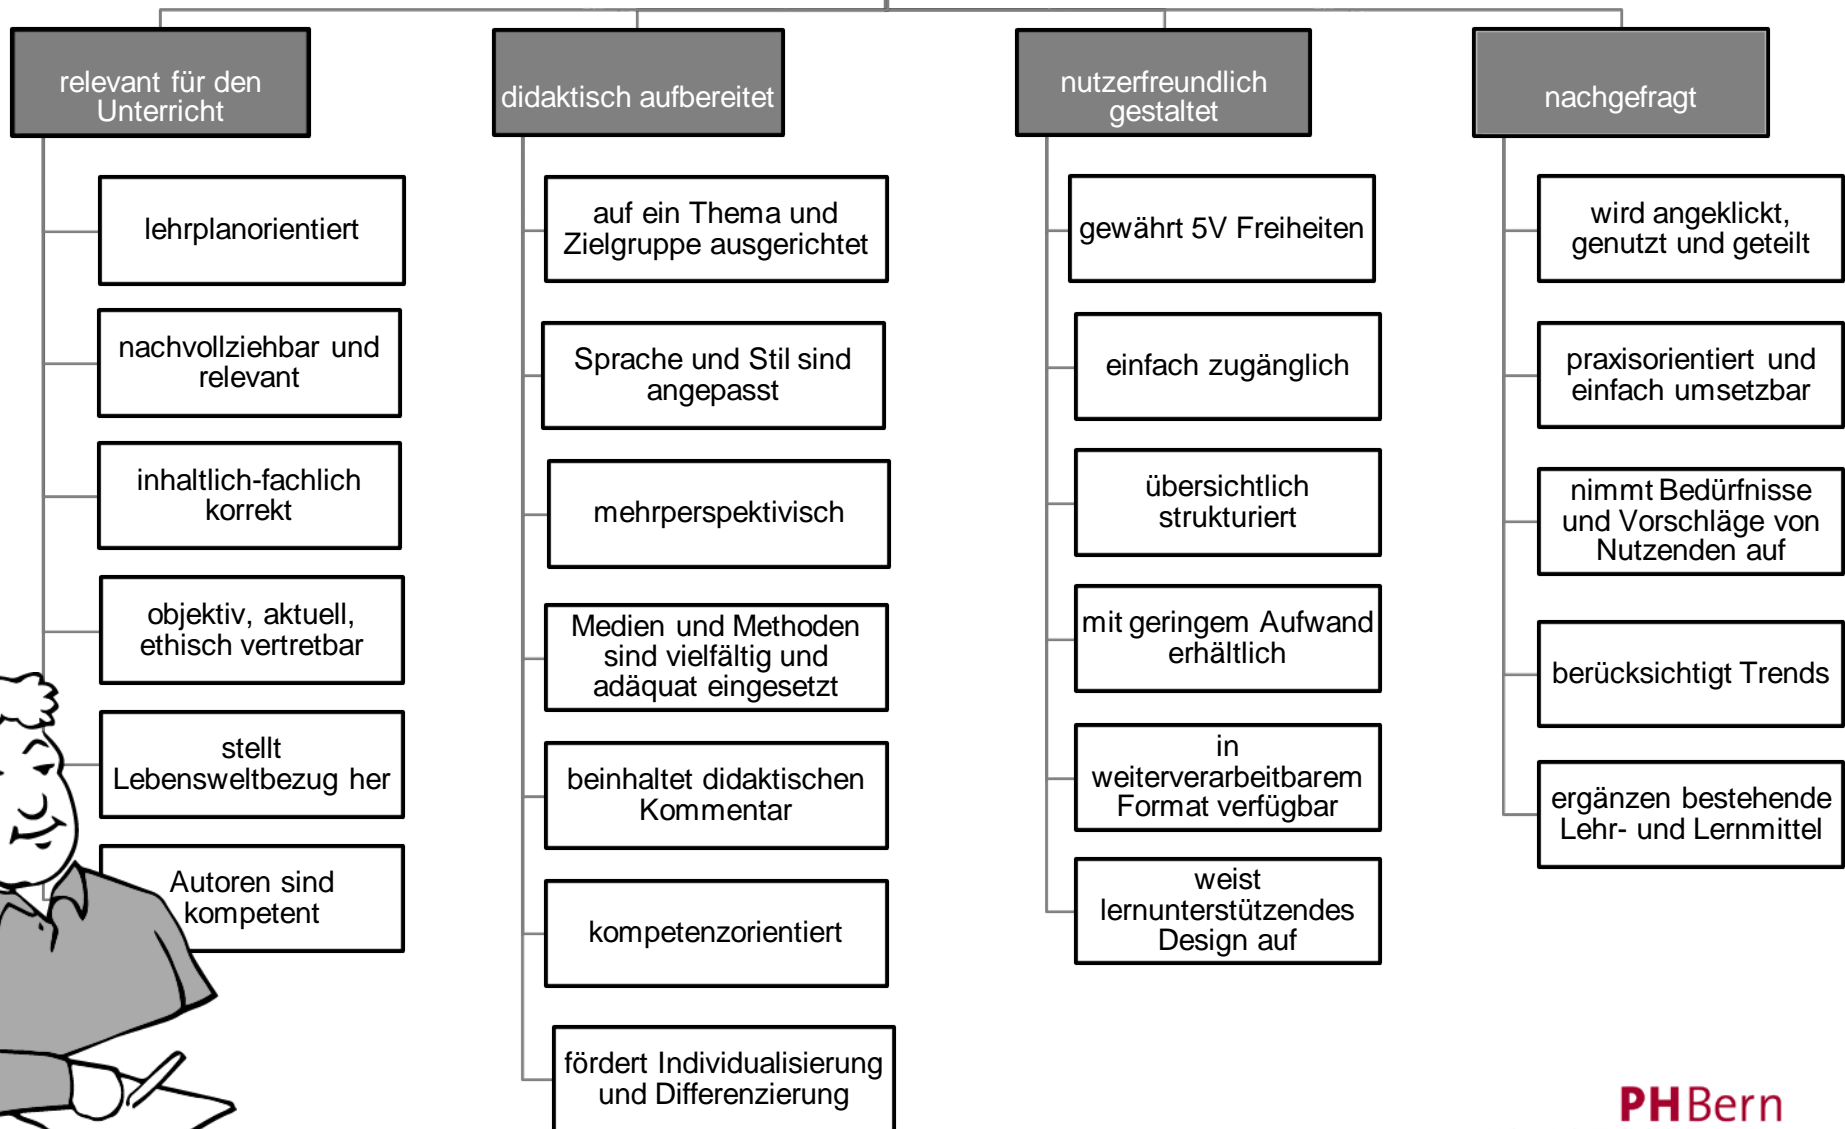 relevant für den
Unterricht
lehrplanorientiert
nachvollziehbar und
relevant
inhaltlich-fachlich
korrekt
objektiv, aktuell,
ethisch vertretbar
stellt
Lebensweltbezug her
Autoren sind
kompetent
didaktisch aufbereitet
auf ein Thema und
Zielgruppe ausgerichtet
Sprache und Stil sind
angepasst
mehrperspektivisch
Medien und Methoden
sind vielfältig und
adäquat eingesetzt
beinhaltet didaktischen
Kommentar
kompetenzorientiert
fördert Individualisierung
und Differenzierung
nutzerfreundlich
gestaltet
gewährt 5V Freiheiten
einfach zugänglich
übersichtlich
strukturiert
mit geringem Aufwand
erhältlich
in
weiterverarbeitbarem
Format verfügbar
weist
lernunterstützendes
Design auf
nachgefragt
wird angeklickt,
genutzt und geteilt
praxisorientiert und
einfach umsetzbar
nimmt Bedürfnisse
und Vorschläge von
Nutzenden auf
berücksichtigt Trends
ergänzen bestehende
Lehr- und Lernmittel
PHBern